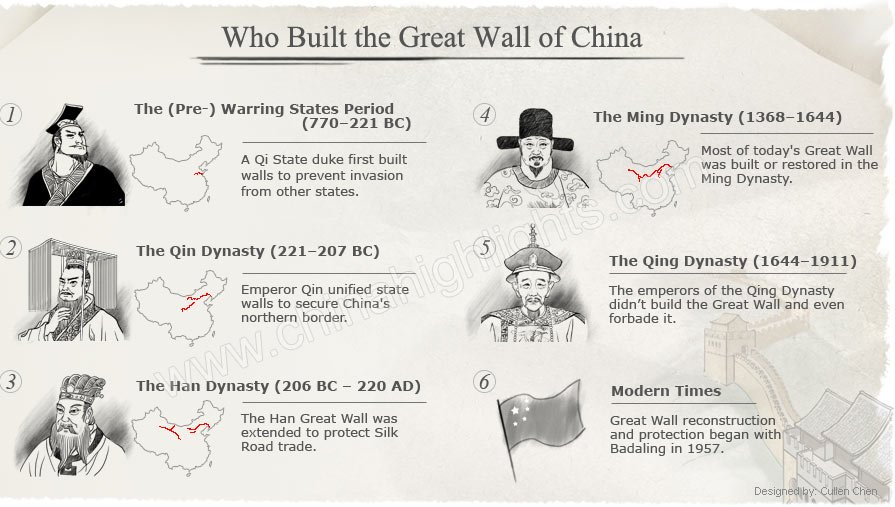 Who Built the Great Wall of China
1
The (Pre-) Warring States Period
(770–221 BC)
A Qi State duke first built
walls to prevent invasion
from other states.
2
The Qin Dynasty (221–207 BC)
Emperor Qin unified state
walls to secure China's
northern border.
3
The Han Dynasty (206 BC – 220 AD)
The Han Great Wall was
extended to protect Silk
Road trade.
4
The Ming Dynasty (1368–1644)
Most of today's Great Wall
was built or restored in the
Ming Dynasty.
5
The Qing Dynasty (1644–1911)
The emperors of the Qing Dynasty
didn’t build the Great Wall and even
forbade it.
6
Modern Times
Great Wall reconstruction
and protection began with
Badaling in 1957.
www.chinahighlights.com
Designed by: Cullen Chen